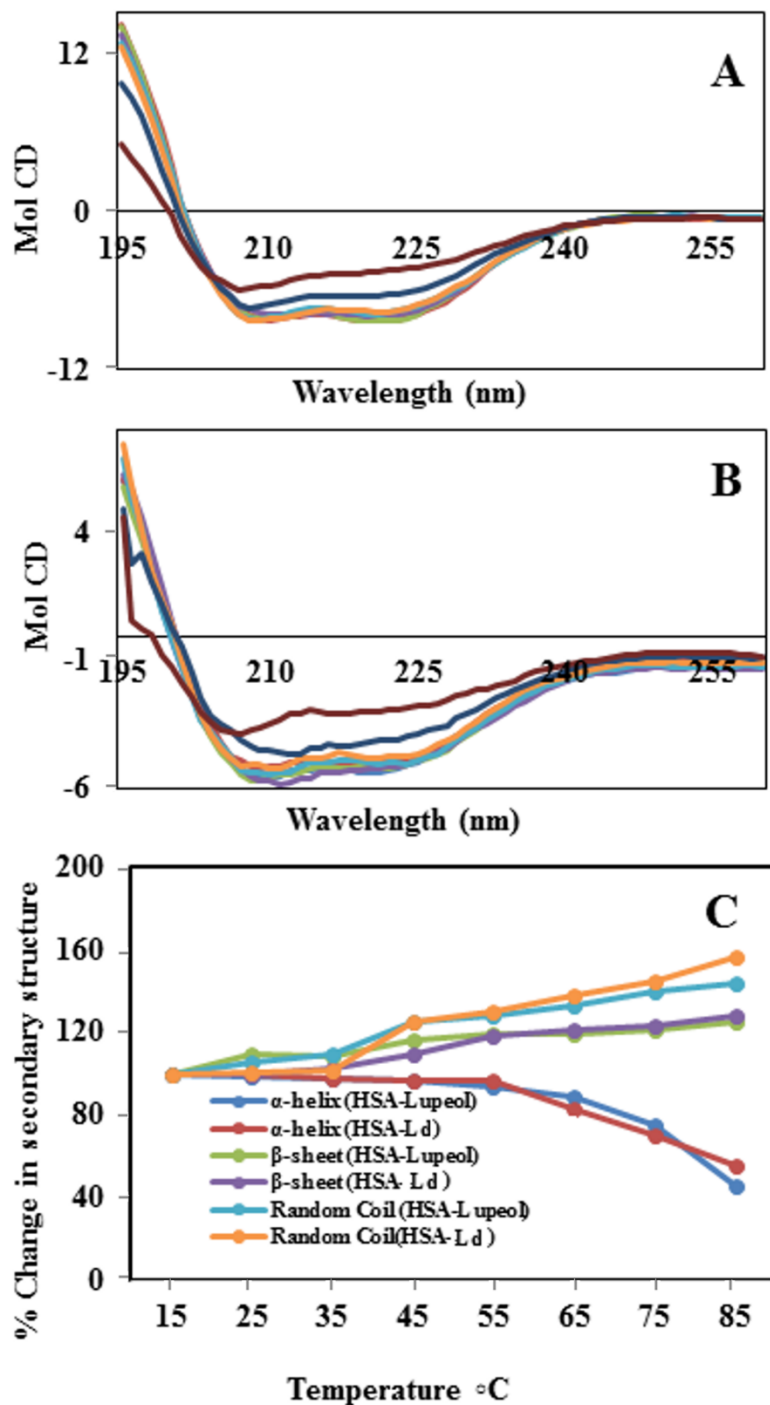 A
12
Mol CD
0
195 210 225 240 255
-12
Wavelength (nm)
B
4
Mol CD
-1
195 210 225 240 255
-6
Wavelength (nm)
C
200
160
120
80
40
0
% Change in secondary structure
α-helix (HSA-Lupeol)
α-helix (HSA-Ld)
β-sheet (HSA-Lupeol)
β-sheet (HSA- Ld)
Random Coil (HSA-Lupeol)
Random Coil(HSA-Ld)
15 25 35 45 55 65 75 85
Temperature ◦C